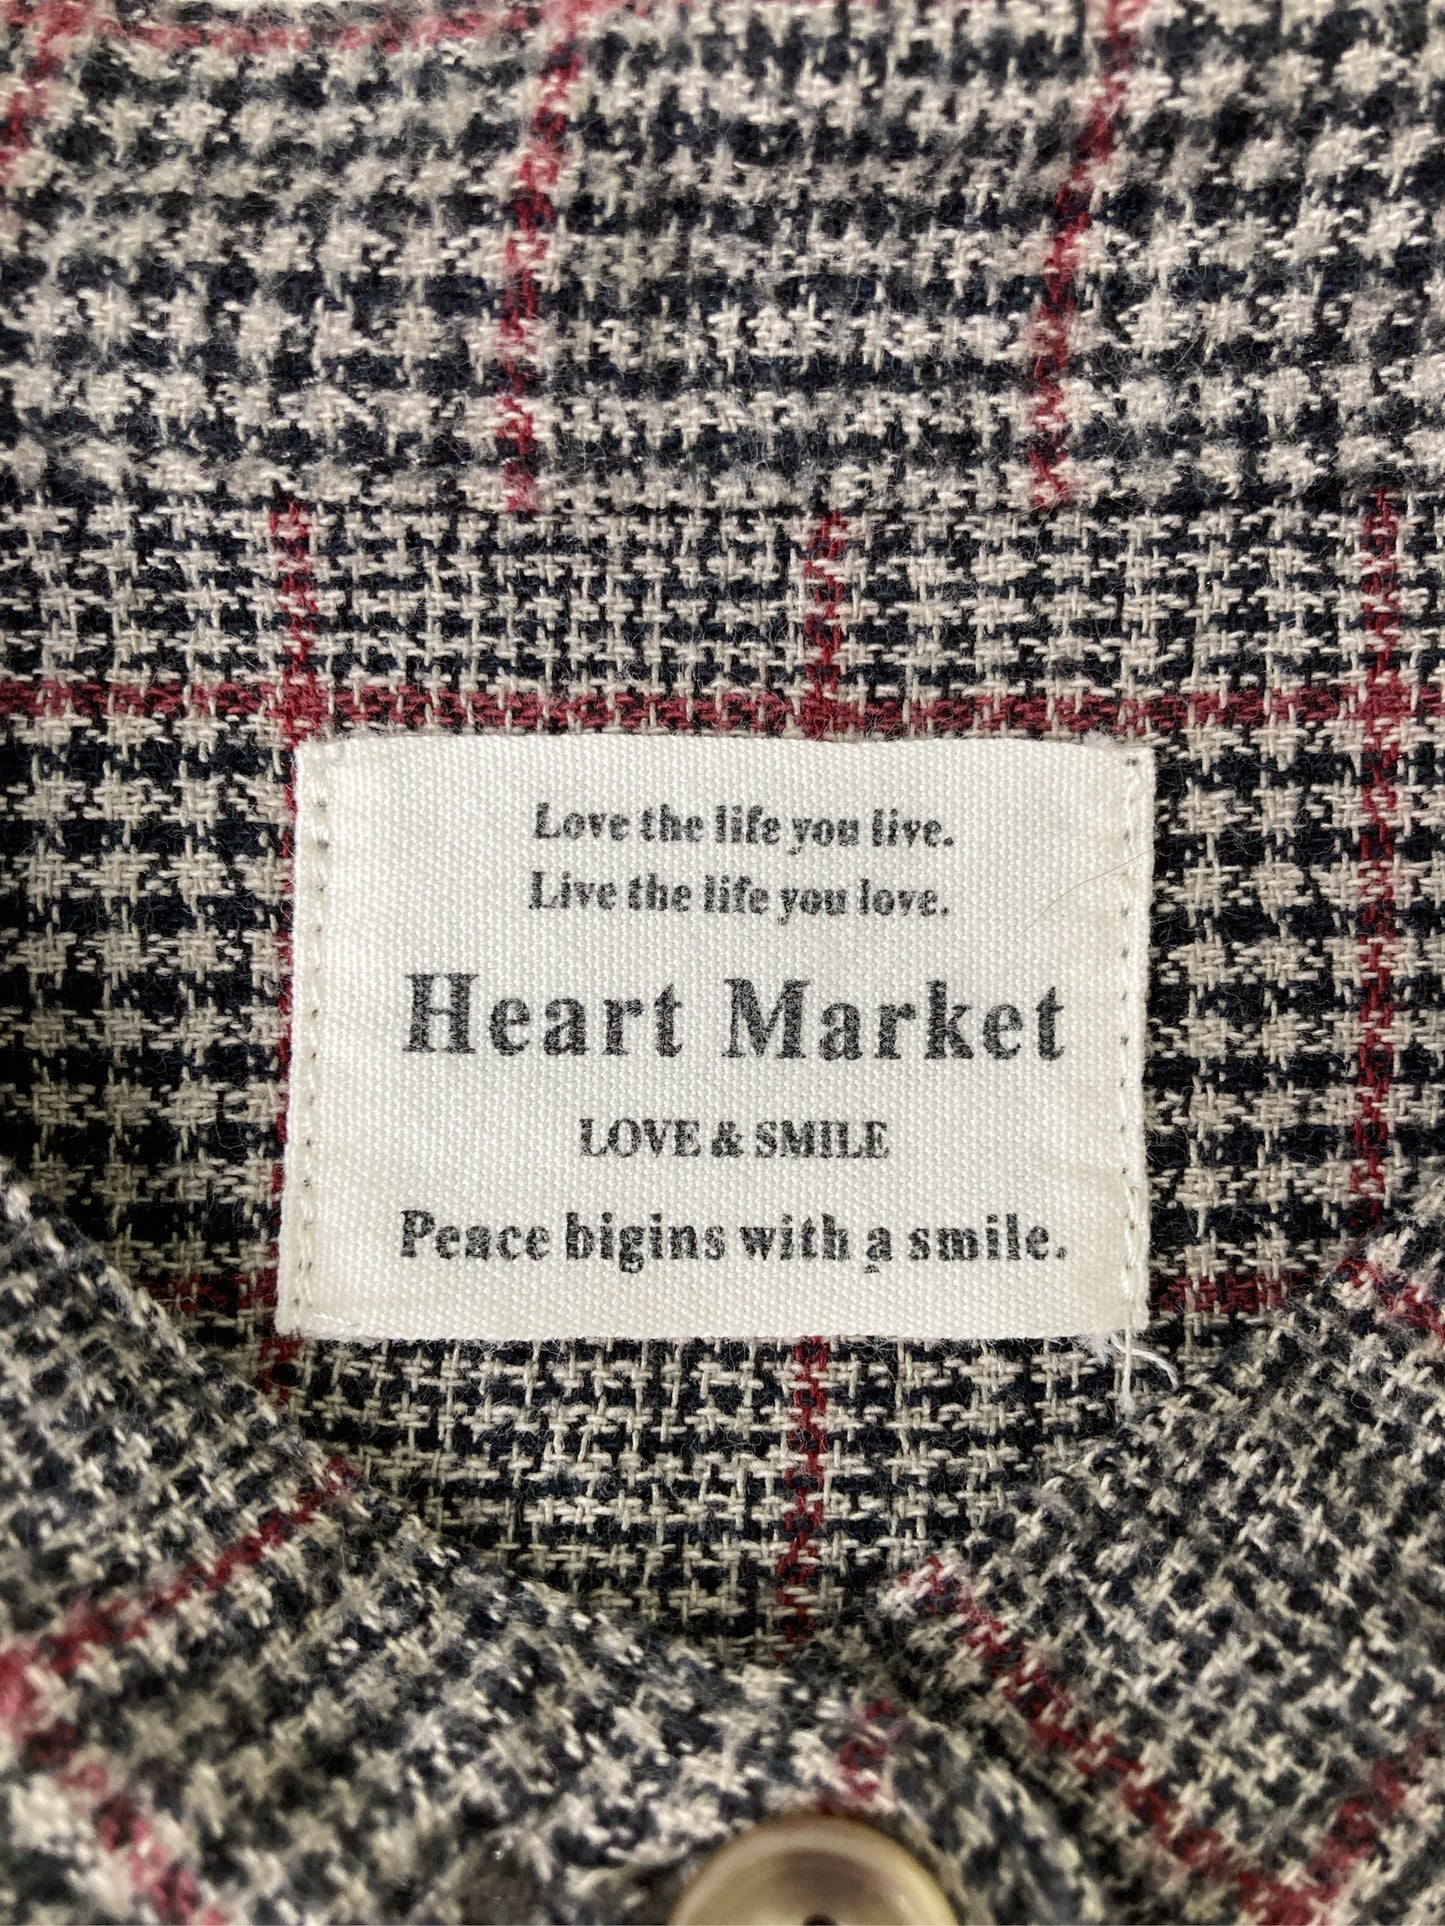 Love the life you live.
Live the life you love.
Heart Market
LOVE & SMILE
Peace bigins with a smile.